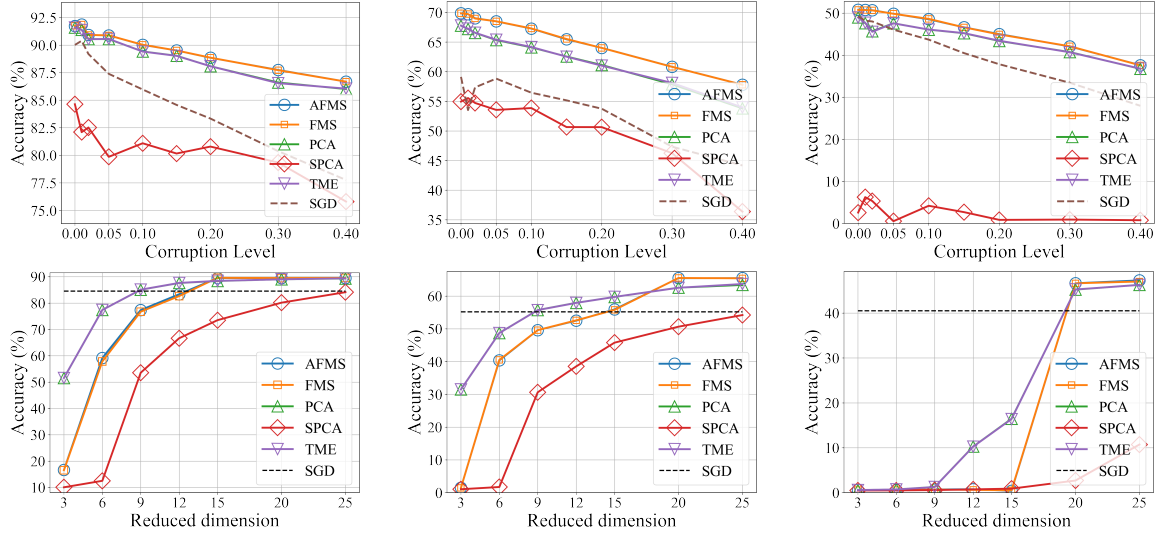 92.5
90.0
87.5
85.0
82.5
80.0
77.5
75.0
Accuracy (%)
0.00 0.05 0.10 0.20 0.30 0.40
Corruption Level
AFMS
FMS
PCA
SPCA
TME
SGD
70
65
60
55
50
45
40
35
Accuracy (%)
0.00 0.05 0.10 0.20 0.30 0.40
Corruption Level
AFMS
FMS
PCA
SPCA
TME
SGD
50
40
30
20
10
0
Accuracy (%)
0.00 0.05 0.10 0.20 0.30 0.40
Corruption Level
AFMS
FMS
PCA
SPCA
TME
SGD
90
80
70
60
50
40
30
20
10
Accuracy (%)
3 6 9 12 15 20 25
Reduced dimension
AFMS
FMS
PCA
SPCA
TME
SGD
60
50
40
30
20
10
0
Accuracy (%)
3 6 9 12 15 20 25
Reduced dimension
AFMS
FMS
PCA
SPCA
TME
SGD
40
30
20
10
0
Accuracy (%)
3 6 9 12 15 20 25
Reduced dimension
AFMS
FMS
PCA
SPCA
TME
SGD